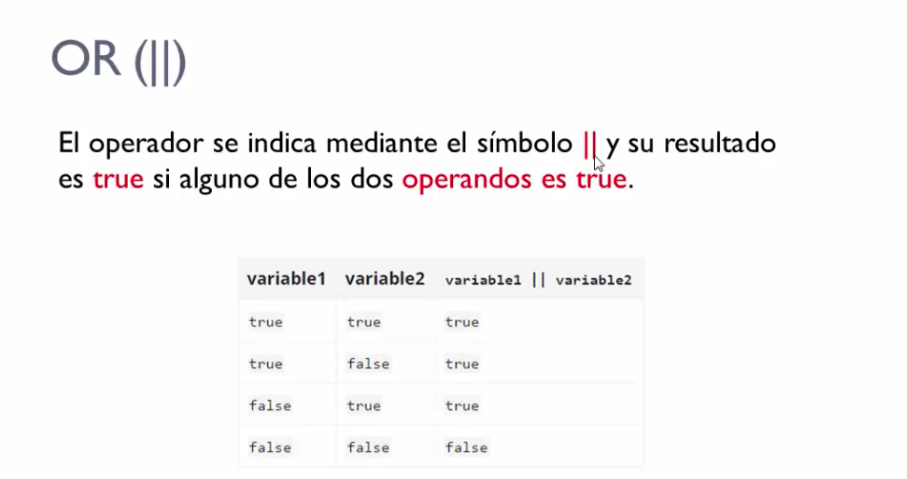 OR (||)
El operador se indica mediante el símbolo || y su resultado
es true si alguno de los dos operandos es true.
variable1 variable2 variable1 || variable2
true true true
true false true
false true true
false false false